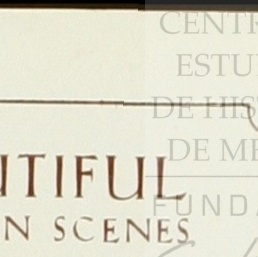 CENTR
ESTU
DE HIS
DE ME
FUNDA
UTIFUL
N SCENES